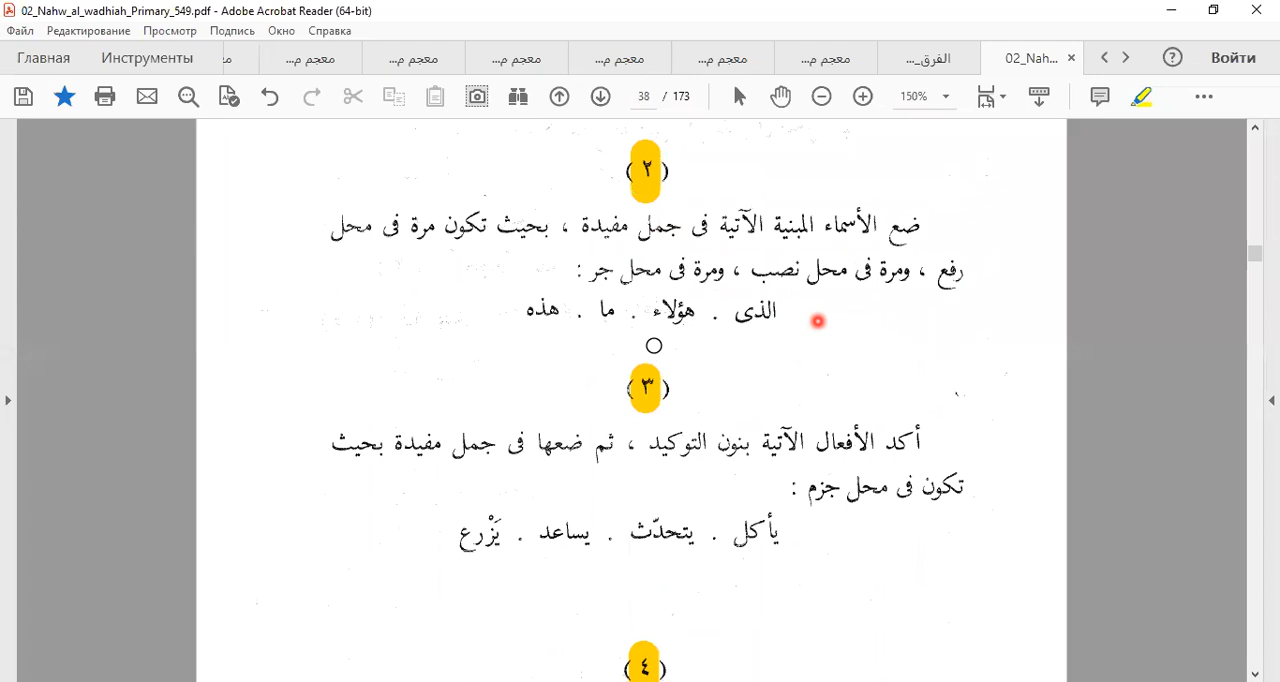 02_Nahw_al_wadhiah_Primary_549.pdf - Adobe Acrobat Reader (64-bit)
Файл Редактирование Просмотр Подпись Окно Справка
Главная Инструменты معجم م... معجم م... معجم م... معجم م... معجم م... معجم م... الفرق_... 02_Nah... × Войти
38 / 173 150%
(٢)
ضع الأسماء المبنية الآتية فى جمل مفيدة ، بحيث تكون مرة فى محل
رفع ، ومرة فى محل نصب ، ومرة فى محل جر :
الذى . هؤلاء . ما . هذه
(٣)
أكد الأفعال الآتية بنون التوكيد ، ثم ضعها فى جمل مفيدة بحيث
تكون فى محل جزم :
يأكل . يتحدّث . يساعد . يَزْرع
(٤)